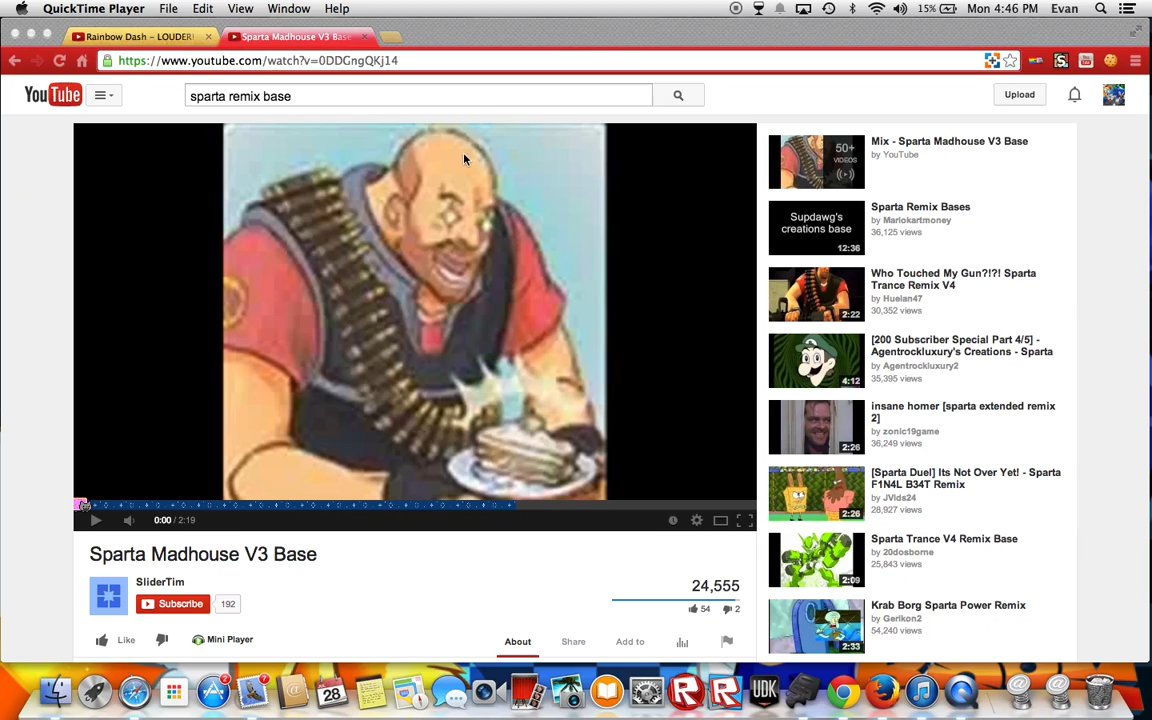 QuickTime Player File Edit View Window Help 15% Mon 4:46 PM Evan
Rainbow Dash – LOUDER! Sparta Madhouse V3 Base
https://www.youtube.com/watch?v=0DDGngQKj14
YouTube sparta remix base Upload
Mix - Sparta Madhouse V3 Base
by YouTube
50+
VIDEOS
Sparta Remix Bases
by Mariokartmoney
36,125 views
Supdawg's
creations base
12:36
Who Touched My Gun?!?! Sparta
Trance Remix V4
by Huelan47
30,352 views
2:22
[200 Subscriber Special Part 4/5] -
Agentrockluxury's Creations - Sparta
by Agentrockluxury2
35,395 views
4:12
insane homer [sparta extended remix
2]
by zonic19game
36,249 views
2:26
[Sparta Duel] Its Not Over Yet! - Sparta
F1N4L B34T Remix
by JVids24
28,927 views
2:26
Sparta Trance V4 Remix Base
by 20dosborne
25,843 views
2:09
Krab Borg Sparta Power Remix
by Gerikon2
54,240 views
2:33
0:00 / 2:19
Sparta Madhouse V3 Base
SliderTim
Subscribe 192
24,555
54 2
Like Mini Player About Share Add to
2 7 28 UDK